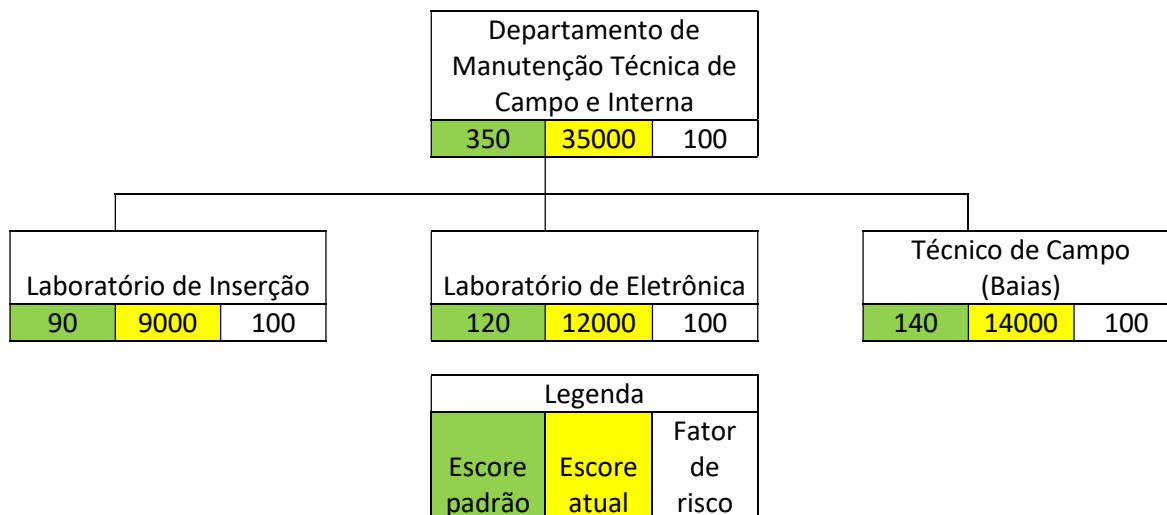 Departamento de
Manutenção Técnica de
Campo e Interna
350 35000 100
Laboratório de Inserção
90 9000 100
Laboratório de Eletrônica
120 12000 100
Técnico de Campo
(Baias)
140 14000 100
Legenda
Escore
padrão
Escore
atual
Fator
de
risco